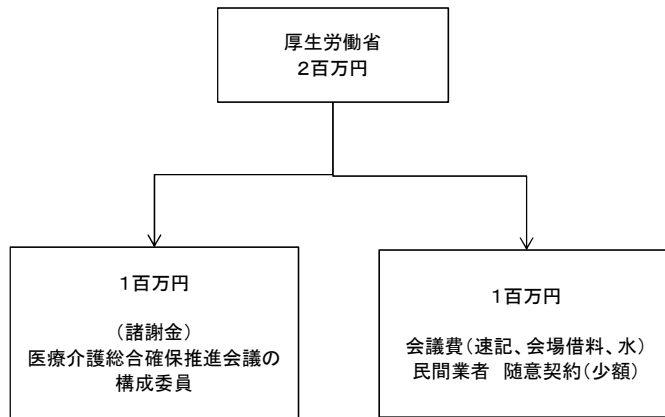 厚生労働省
２百万円
１百万円
（諸謝金）
医療介護総合確保推進会議の
構成委員
１百万円
会議費（速記、会場借料、水）
民間業者　随意契約（少額）